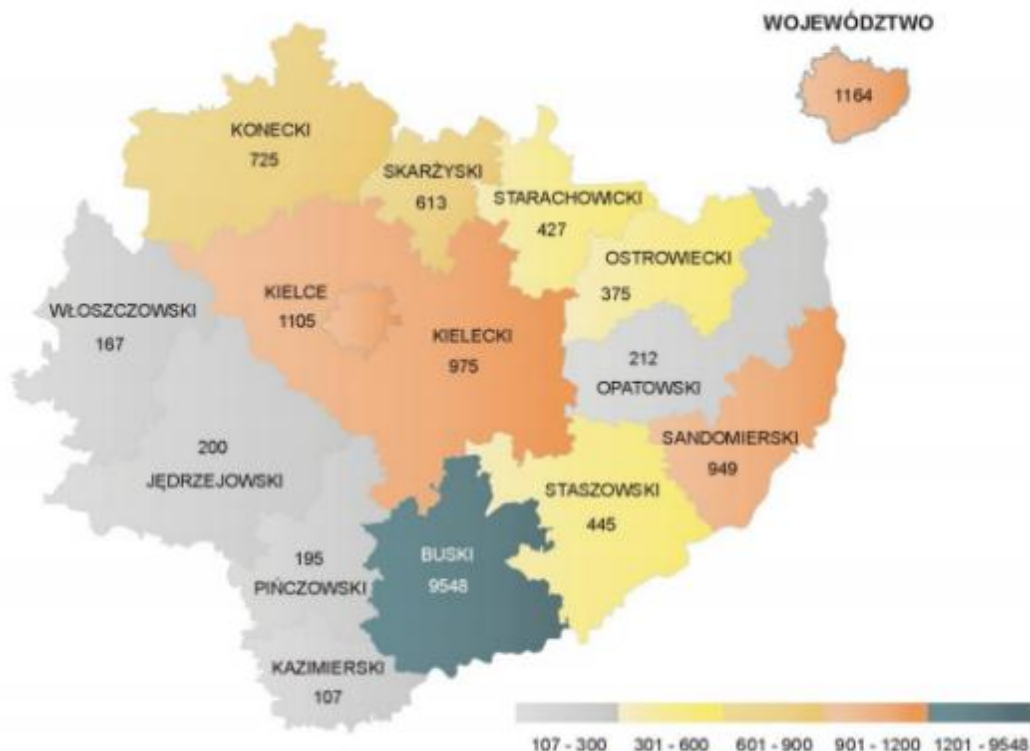 WOJEWÓDZTWO
1164
KONECKI
725
SKARŻYSKI
613
STARACHOWICKI
427
OSTROWIECKI
375
WŁOSZCZOWSKI
167
KIELCE
1105
KIELECKI
975
212
OPATOWSKI
SANDOMIERSKI
949
200
JĘDRZEJOWSKI
STASZOWSKI
445
195
PIŃCZOWSKI
BUSKI
9548
KAZIMIERSKI
107
107 - 300 301 - 600 601 - 900 901 - 1200 1201 - 9548